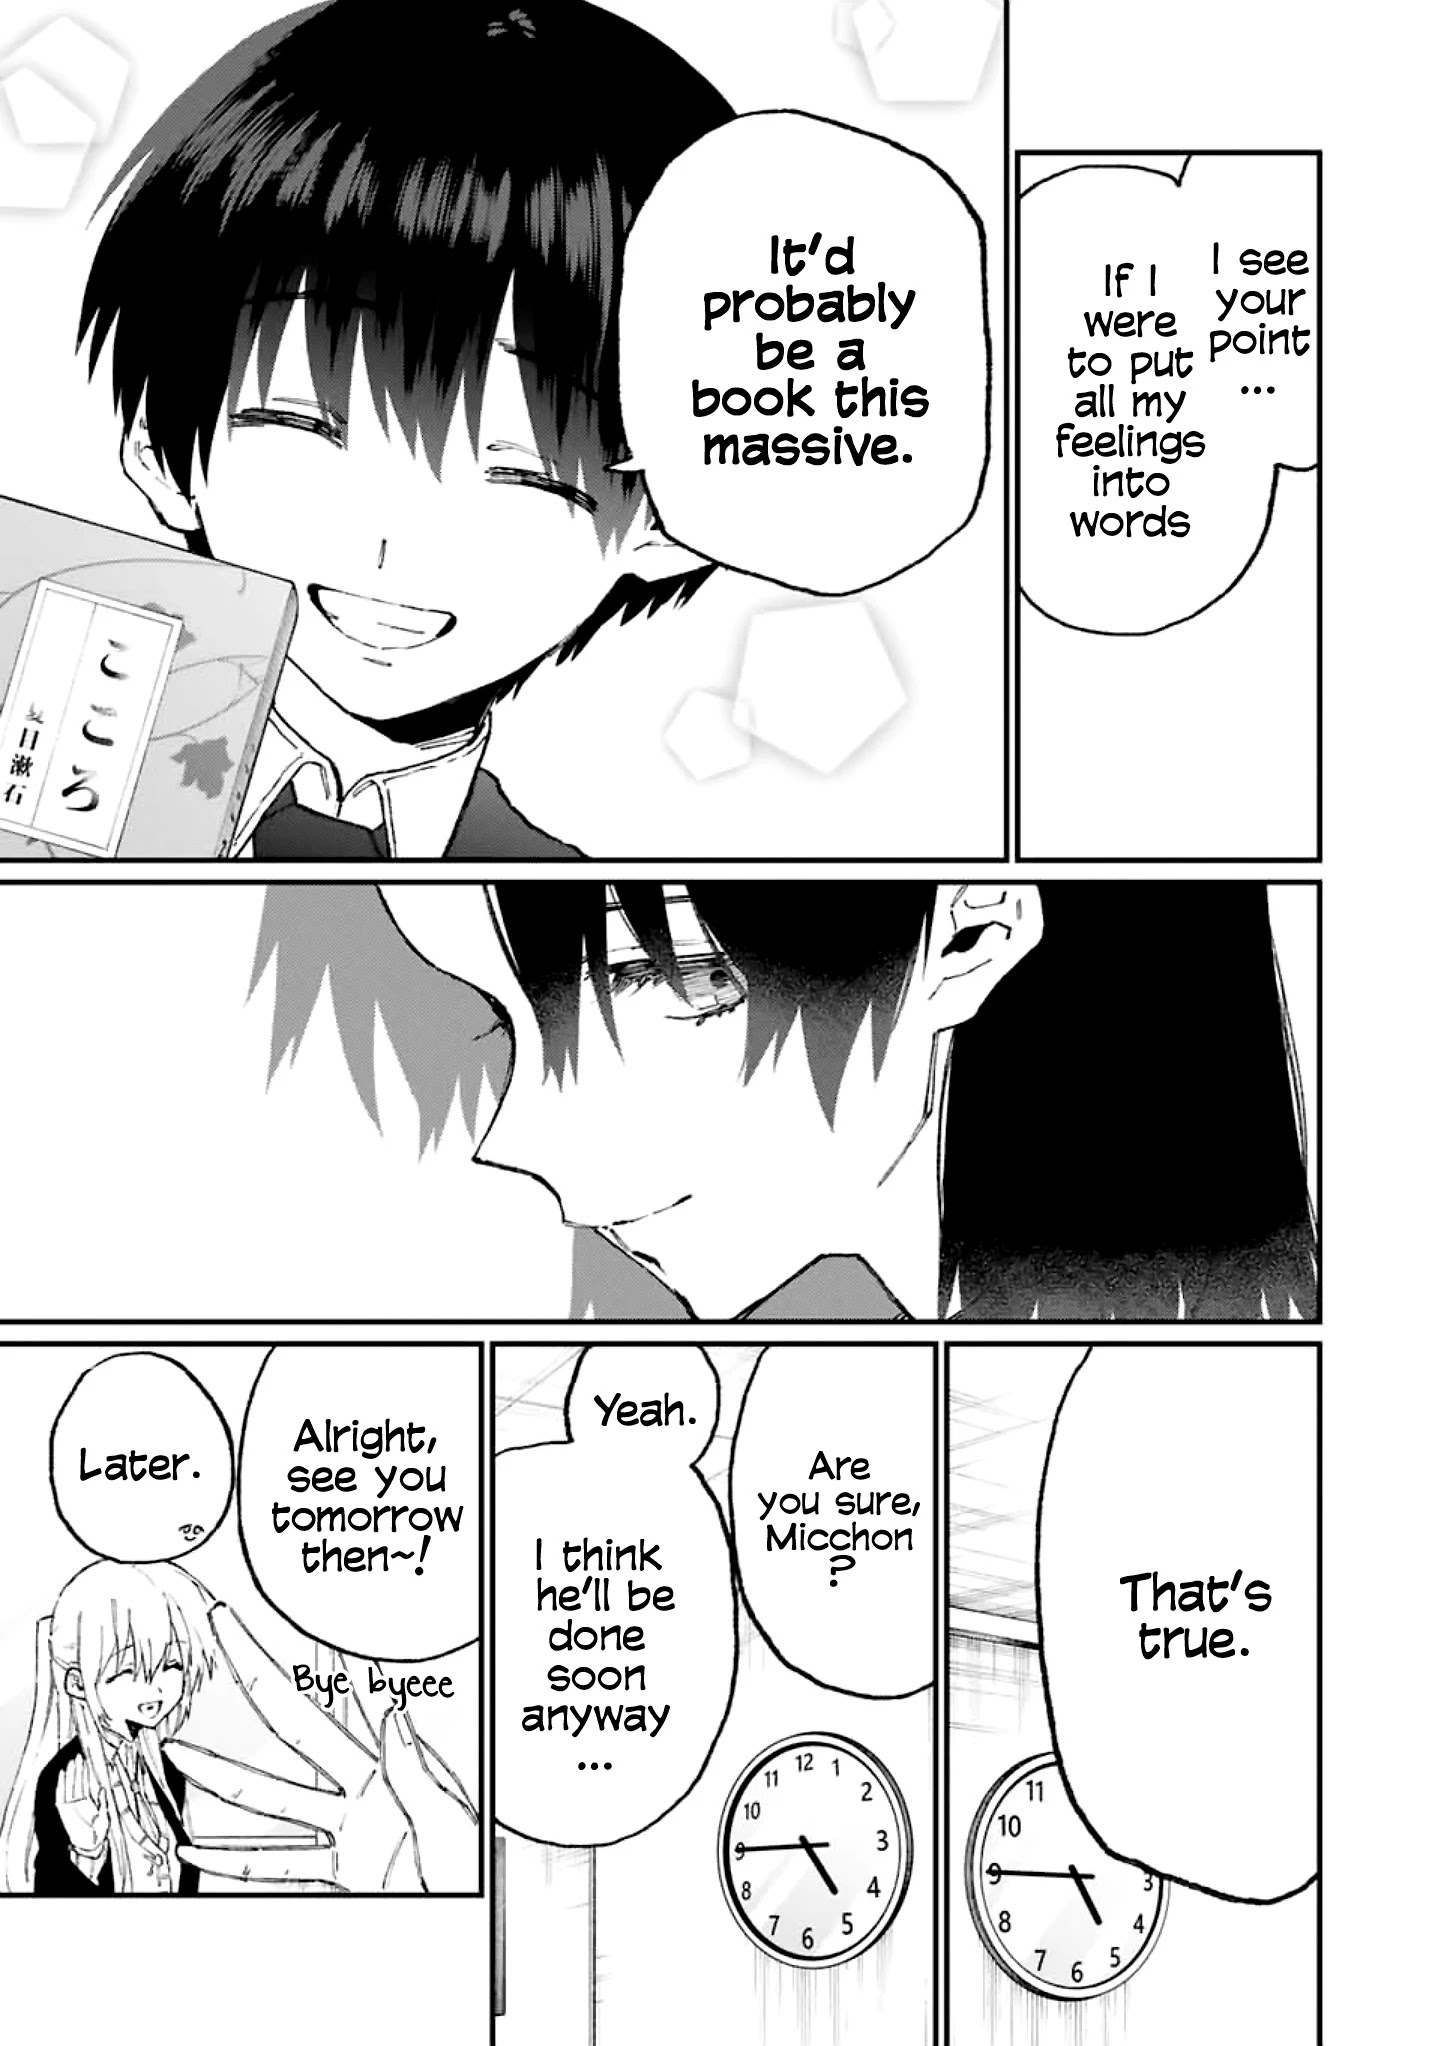 I see
your
point
...
If I
were
to put
all my
feelings
into
words
It'd
probably
be a
book this
massive.
こころ
夏目漱石
That's
true.
11
10
9
8
7
6
5
4
3
Are
you sure,
Micchon
?
Yeah.
I think
he'll be
done
soon
anyway
...
12
1
2
3
4
5
6
7
8
9
10
11
Alright,
see you
tomorrow
then~!
Bye byeee
Later.